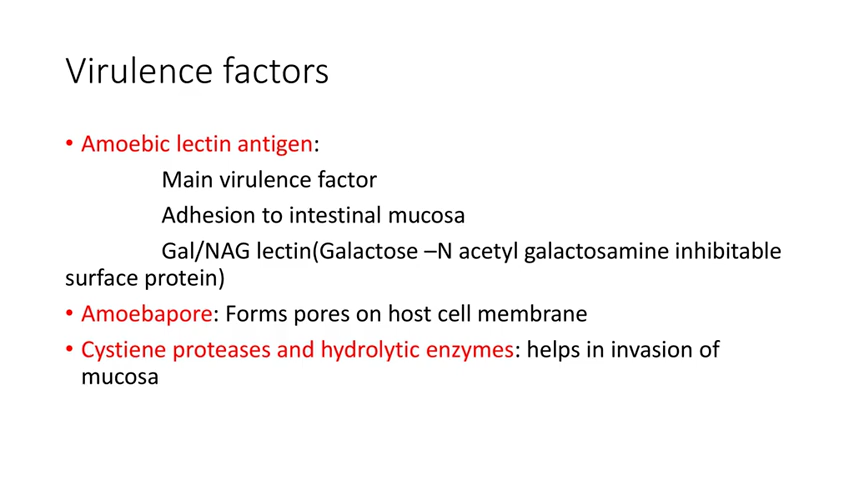 Virulence factors
• Amoebic lectin antigen:
Main virulence factor
Adhesion to intestinal mucosa
Gal/NAG lectin(Galactose –N acetyl galactosamine inhibitable
surface protein)
• Amoebapore: Forms pores on host cell membrane
• Cystiene proteases and hydrolytic enzymes: helps in invasion of
mucosa